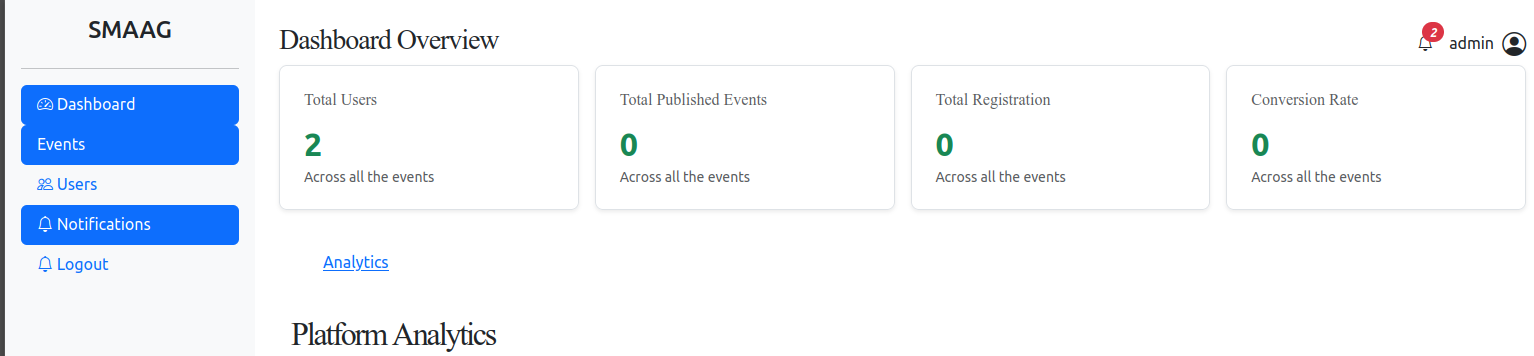 SMAAG
Dashboard
Events
Users
Notifications
Logout
Dashboard Overview
2
admin
Total Users
2
Across all the events
Total Published Events
0
Across all the events
Total Registration
0
Across all the events
Conversion Rate
0
Across all the events
Analytics
Platform Analytics